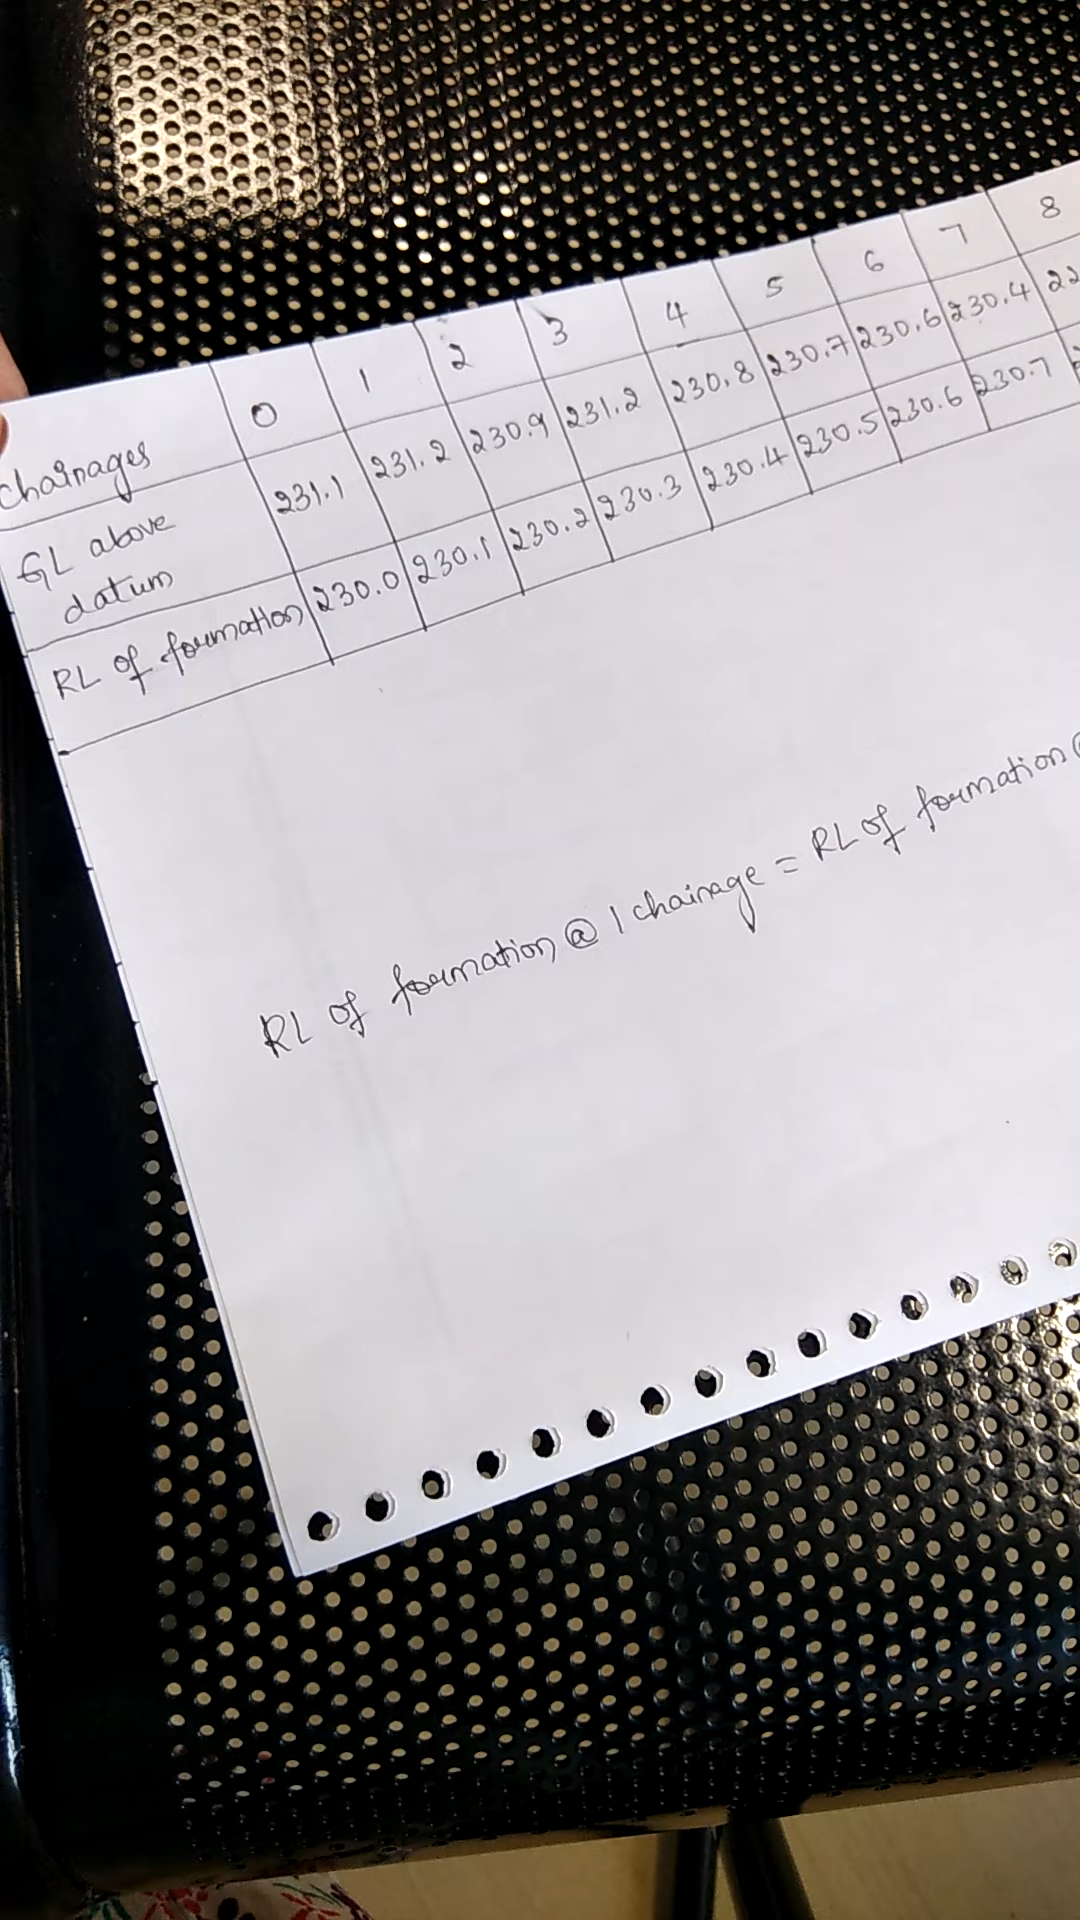 chainages 0 1 2 3 4 5 6 7 8
GL above datum 231.1 231.2 230.9 231.2 230.8 230.7 230.6 230.4 22
RL of formation 230.0 230.1 230.2 230.3 230.4 230.5 230.6 230.7
RL of formation @ 1 chainage = RL of formation @